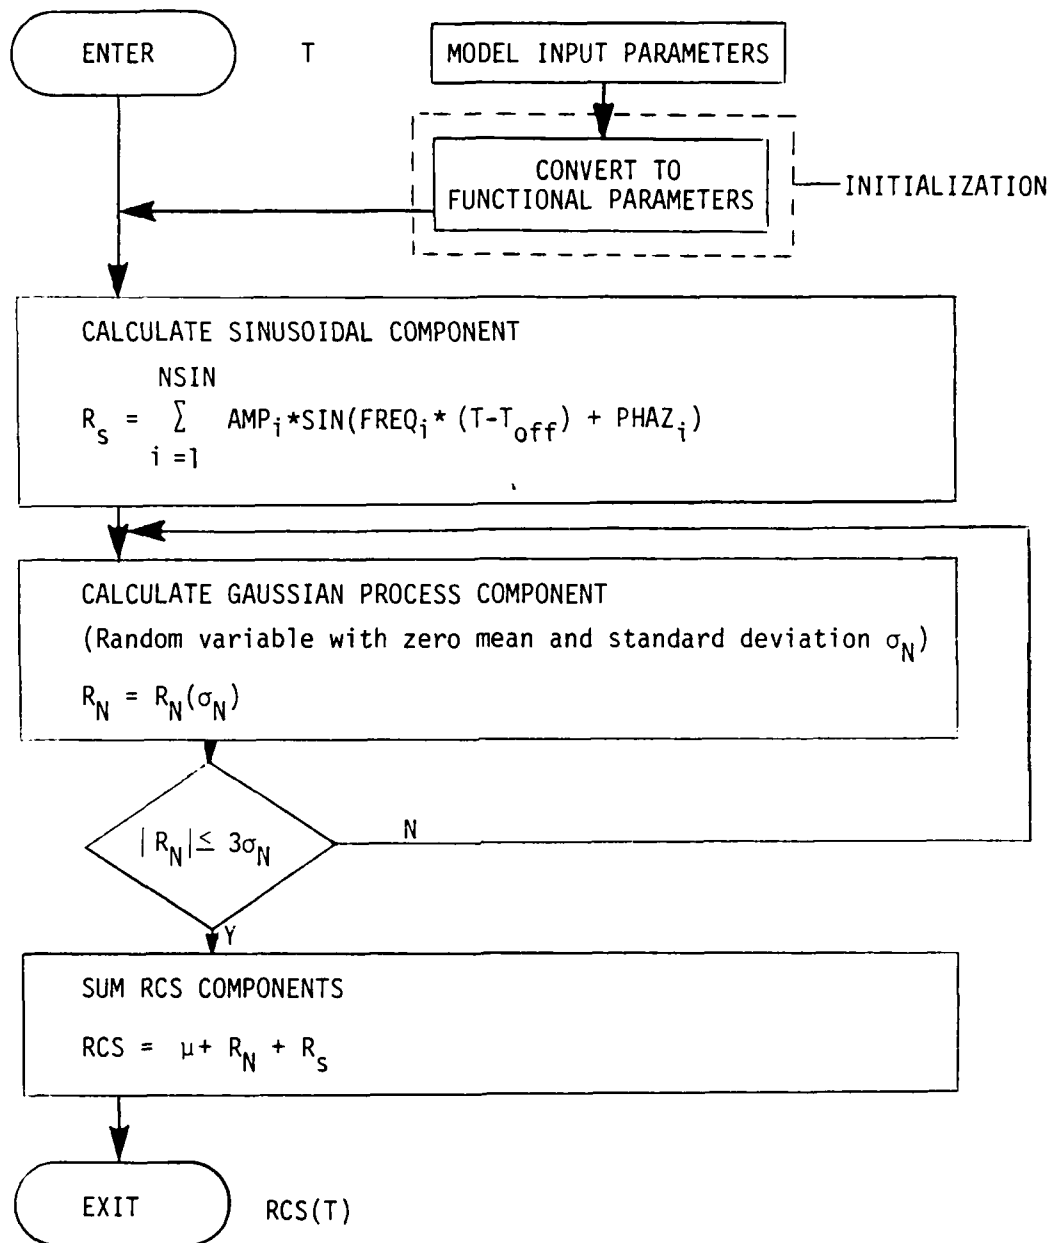 ENTER
T
MODEL INPUT PARAMETERS
CONVERT TO
FUNCTIONAL PARAMETERS
INITIALIZATION
CALCULATE SINUSOIDAL COMPONENT
NSIN
R_s = Σ AMP_i*SIN(FREQ_i* (T-T_off) + PHAZ_i)
i=1
CALCULATE GAUSSIAN PROCESS COMPONENT
(Random variable with zero mean and standard deviation σ_N)
R_N = R_N(σ_N)
|R_N|≤ 3σ_N
N
Y
SUM RCS COMPONENTS
RCS = μ+ R_N + R_s
EXIT
RCS(T)